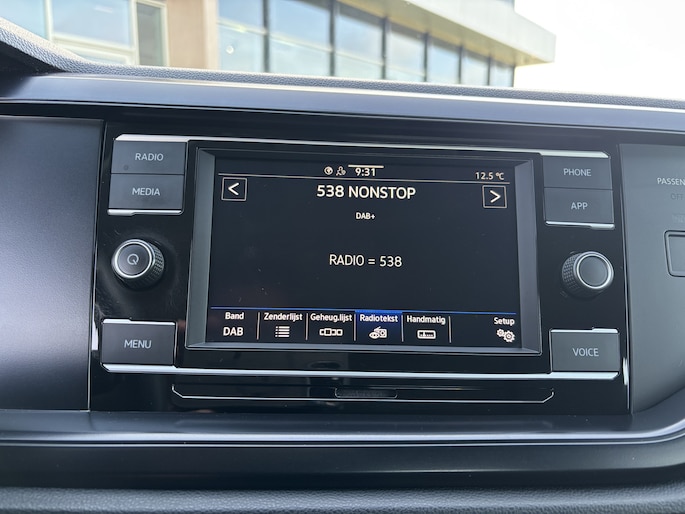 RADIO
MEDIA
MENU
9:31
12.5 °C
< 538 NONSTOP >
DAB+
RADIO = 538
Band
DAB
Zenderlijst
Geheug.lijst
Radiotekst
Handmatig
Setup
PHONE
APP
VOICE
PASSEN